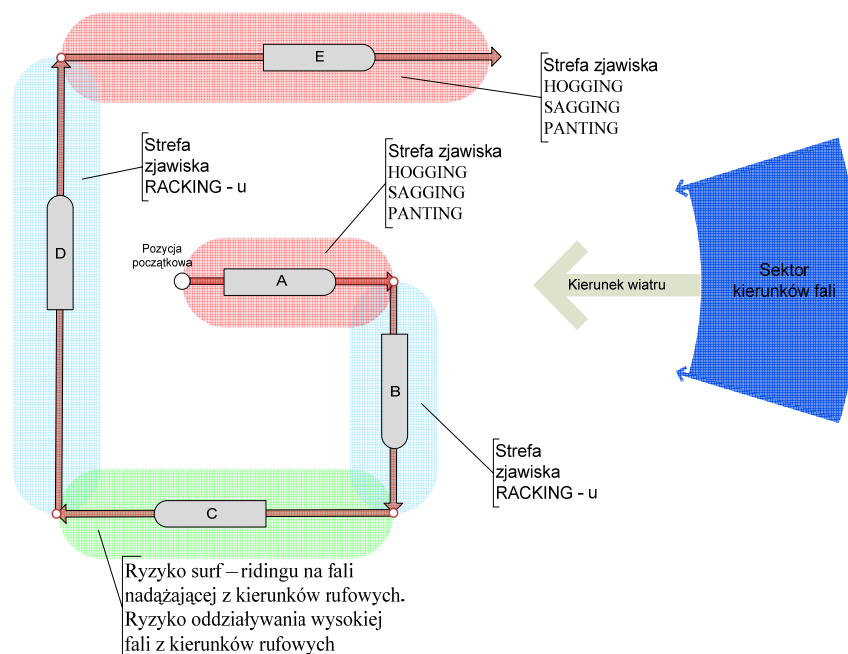 E
Strefa zjawiska
HOGGING
SAGGING
PANTING
Strefa
zjawiska
RACKING - u
Strefa zjawiska
HOGGING
SAGGING
PANTING
D
Pozycja
początkowa
A
Kierunek wiatru
Sektor
kierunków fali
B
Strefa
zjawiska
RACKING - u
C
Ryzyko surf – ridingu na fali
nadążającej z kierunków rufowych.
Ryzyko oddziaływania wysokiej
fali z kierunków rufowych